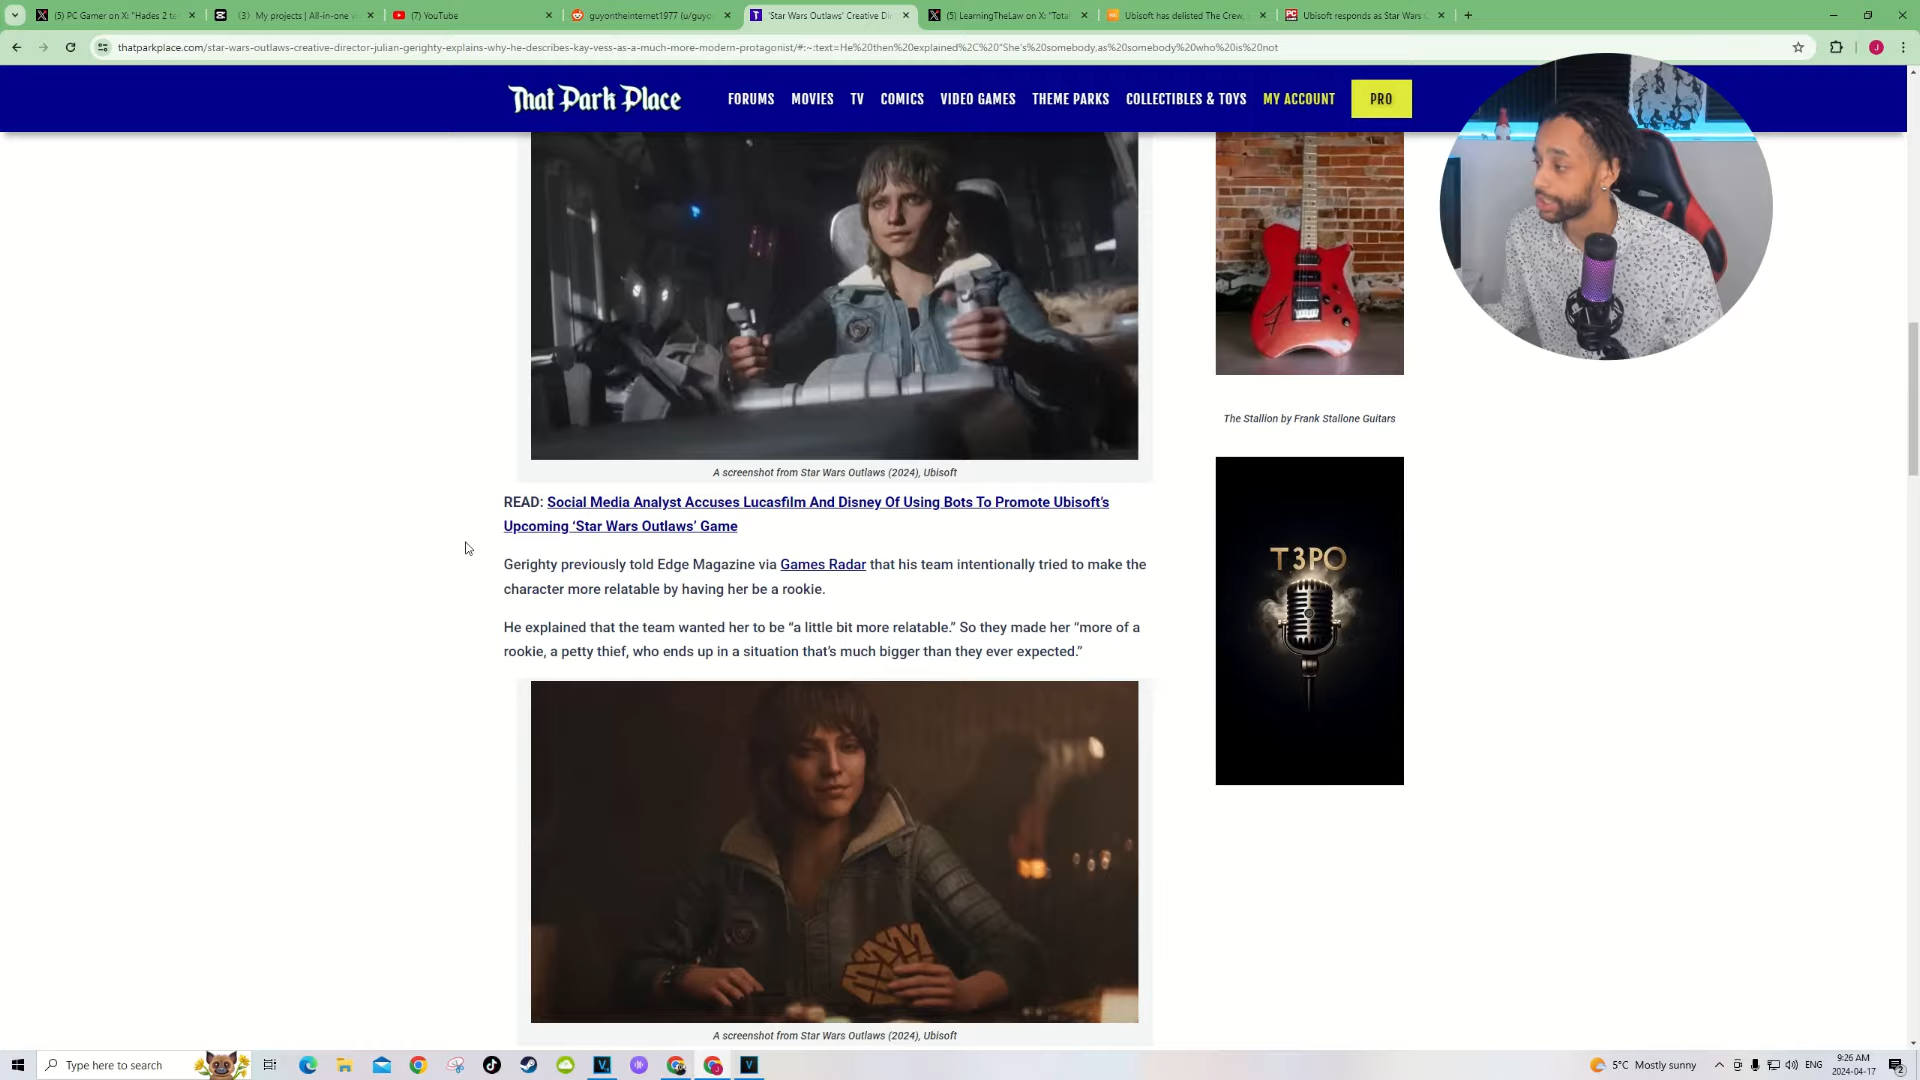 (5) PC Gamer on X: "Hades 2 te
(3) My projects | All-in-one vi
(7) YouTube
guyontheinternet1977 (u/guyo
'Star Wars Outlaws' Creative Di
(5) LearningTheLaw on X: "Tota
Ubisoft has delisted The Crew,
Ubisoft responds as Star Wars
thatparkplace.com/star-wars-outlaws-creative-director-julian-gerighty-explains-why-he-describes-kay-vess-as-a-much-more-modern-protagonist/#:~:text=He%20then%20explained%2C%20"She's%20somebody,as%20somebody%20who%20is%20not
J
That Park Place
FORUMS MOVIES TV COMICS VIDEO GAMES THEME PARKS COLLECTIBLES & TOYS MY ACCOUNT PRO
A screenshot from Star Wars Outlaws (2024), Ubisoft
READ: Social Media Analyst Accuses Lucasfilm And Disney Of Using Bots To Promote Ubisoft's
Upcoming 'Star Wars Outlaws' Game
Gerighty previously told Edge Magazine via Games Radar that his team intentionally tried to make the
character more relatable by having her be a rookie.
He explained that the team wanted her to be "a little bit more relatable." So they made her "more of a
rookie, a petty thief, who ends up in a situation that's much bigger than they ever expected."
A screenshot from Star Wars Outlaws (2024), Ubisoft
The Stallion by Frank Stallone Guitars
T3PO
Type here to search
5°C Mostly sunny
ENG
9:26 AM
2024-04-17
2